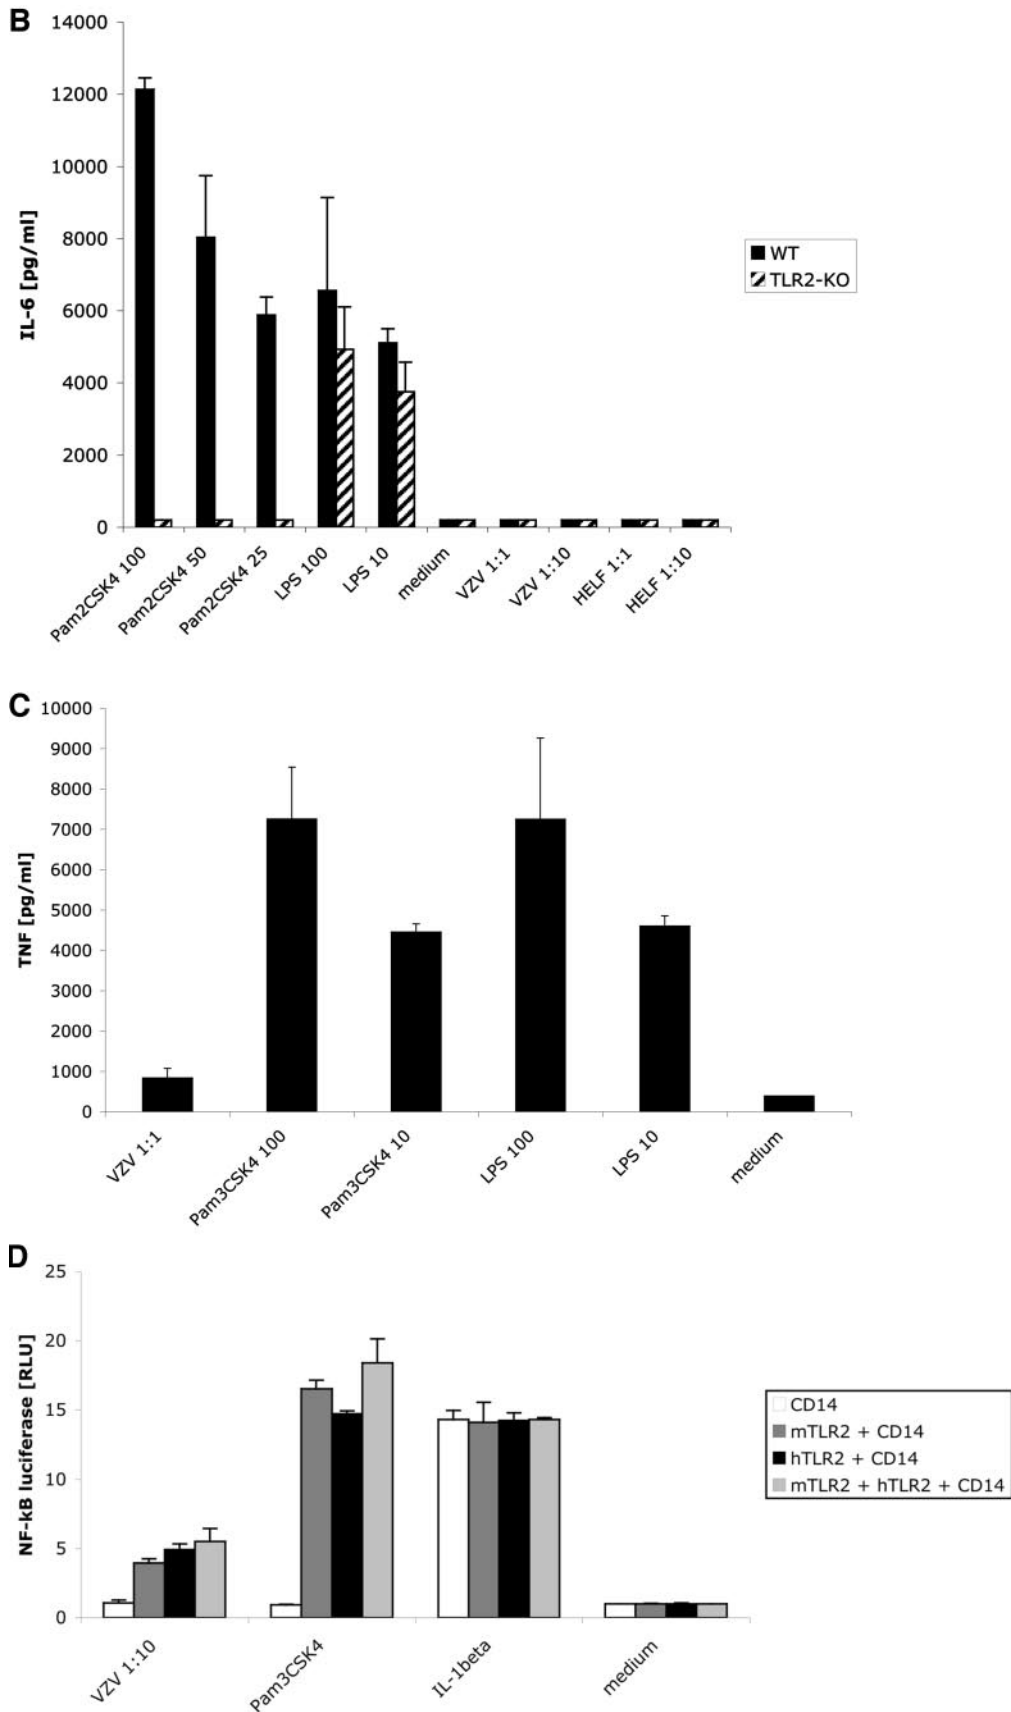 B
14000
12000
10000
8000
6000
4000
2000
0
IL-6 [pg/ml]
WT
TLR2-KO
Pam2CSK4 100
Pam2CSK4 50
Pam2CSK4 25
LPS 100
LPS 10
medium
VZV 1:1
VZV 1:10
HELF 1:1
HELF 1:10
C
10000
9000
8000
7000
6000
5000
4000
3000
2000
1000
0
TNF [pg/ml]
VZV 1:1
Pam3CSK4 100
Pam3CSK4 10
LPS 100
LPS 10
medium
D
25
20
15
10
5
0
NF-kB luciferase [RLU]
CD14
mTLR2 + CD14
hTLR2 + CD14
mTLR2 + hTLR2 + CD14
VZV 1:10
Pam3CSK4
IL-1beta
medium